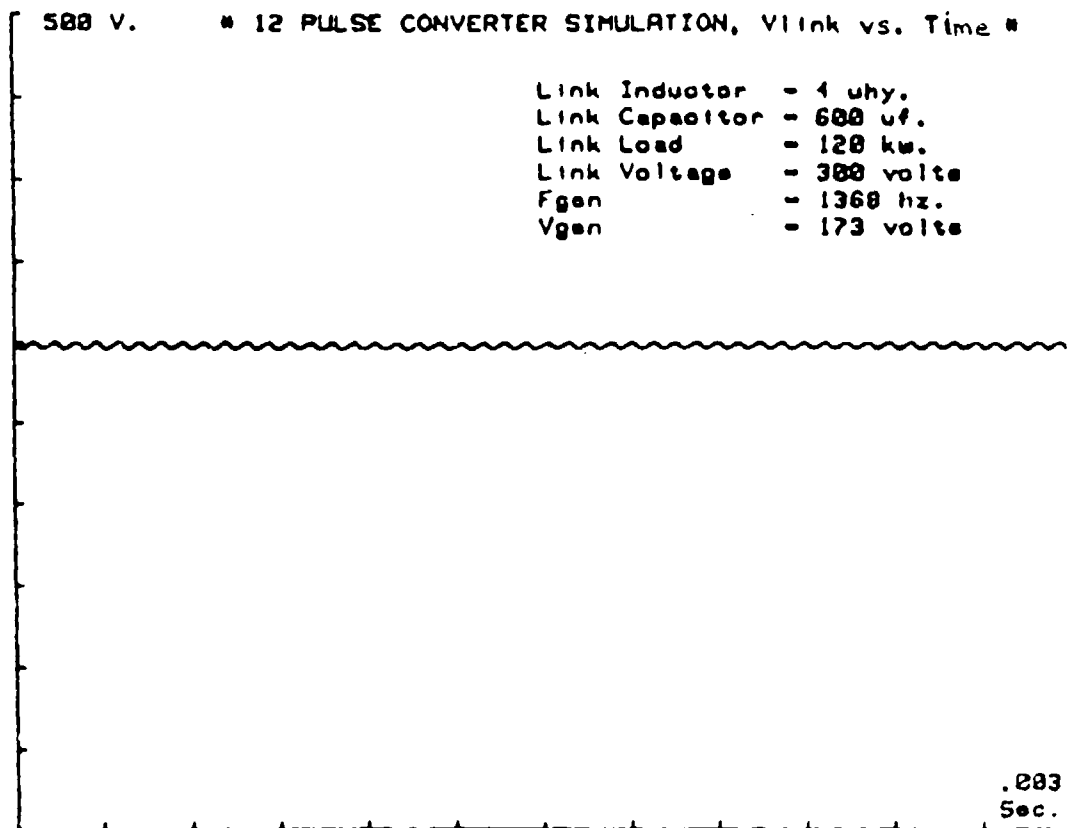 500 V. * 12 PULSE CONVERTER SIMULATION, Vlink vs. Time *
Link Inductor = 4 uhy.
Link Capacitor = 600 uf.
Link Load = 120 kw.
Link Voltage = 300 volts
Fgen = 1368 hz.
Vgen = 173 volts
.003
Sec.